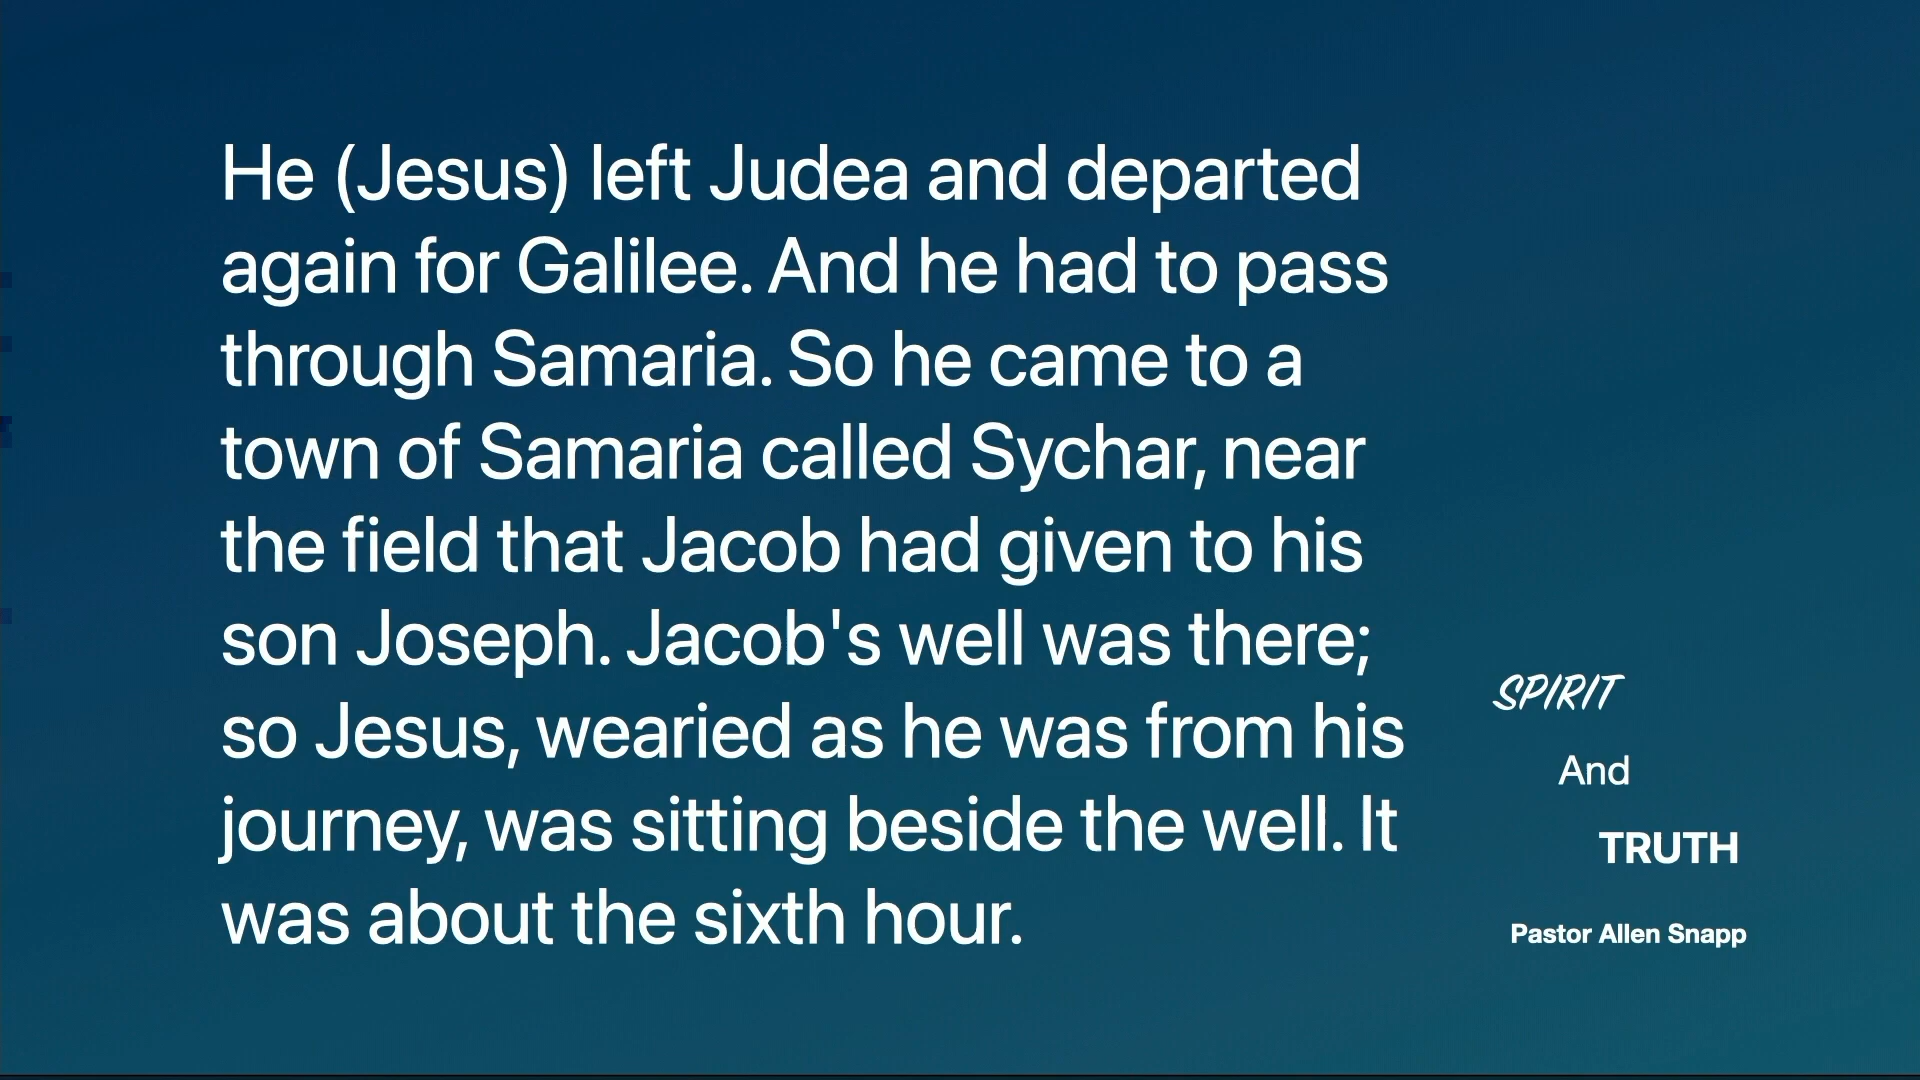 He (Jesus) left Judea and departed
again for Galilee. And he had to pass
through Samaria. So he came to a
town of Samaria called Sychar, near
the field that Jacob had given to his
son Joseph. Jacob's well was there;
so Jesus, wearied as he was from his
journey, was sitting beside the well. It
was about the sixth hour.
SPIRIT
And
TRUTH
Pastor Allen Snapp